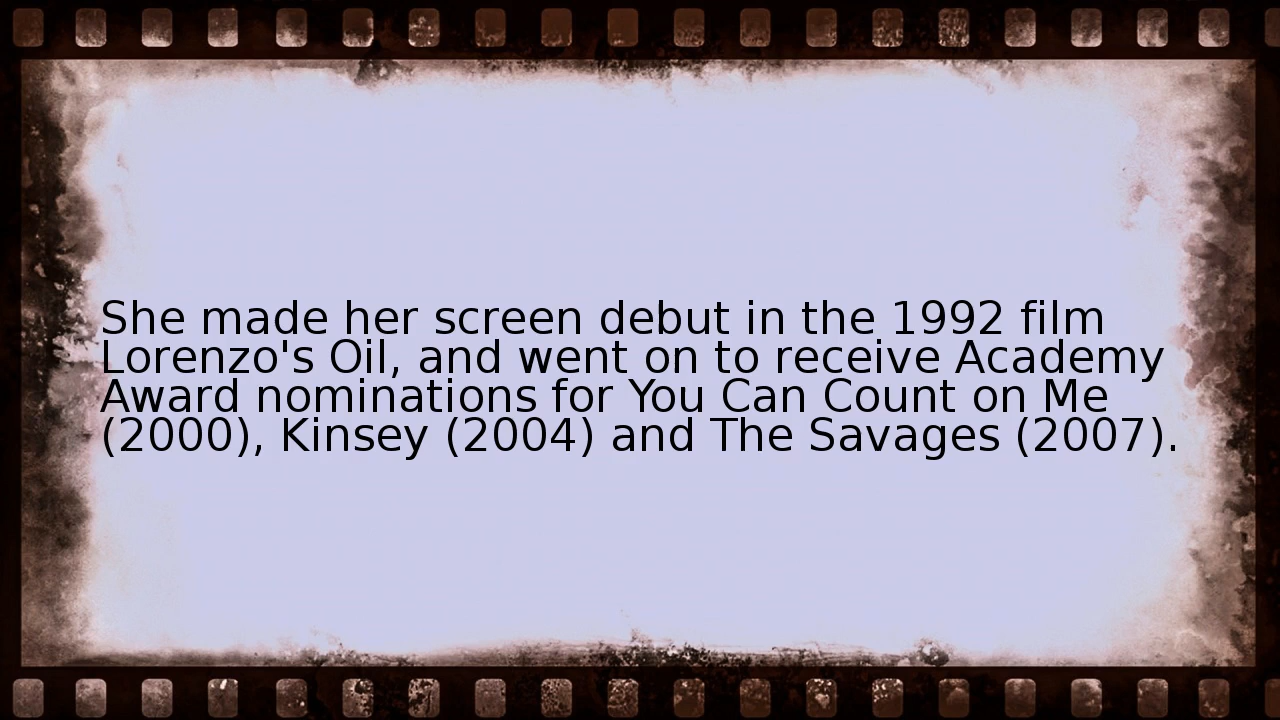 She made her screen debut in the 1992 film
Lorenzo's Oil, and went on to receive Academy
Award nominations for You Can Count on Me
(2000), Kinsey (2004) and The Savages (2007).